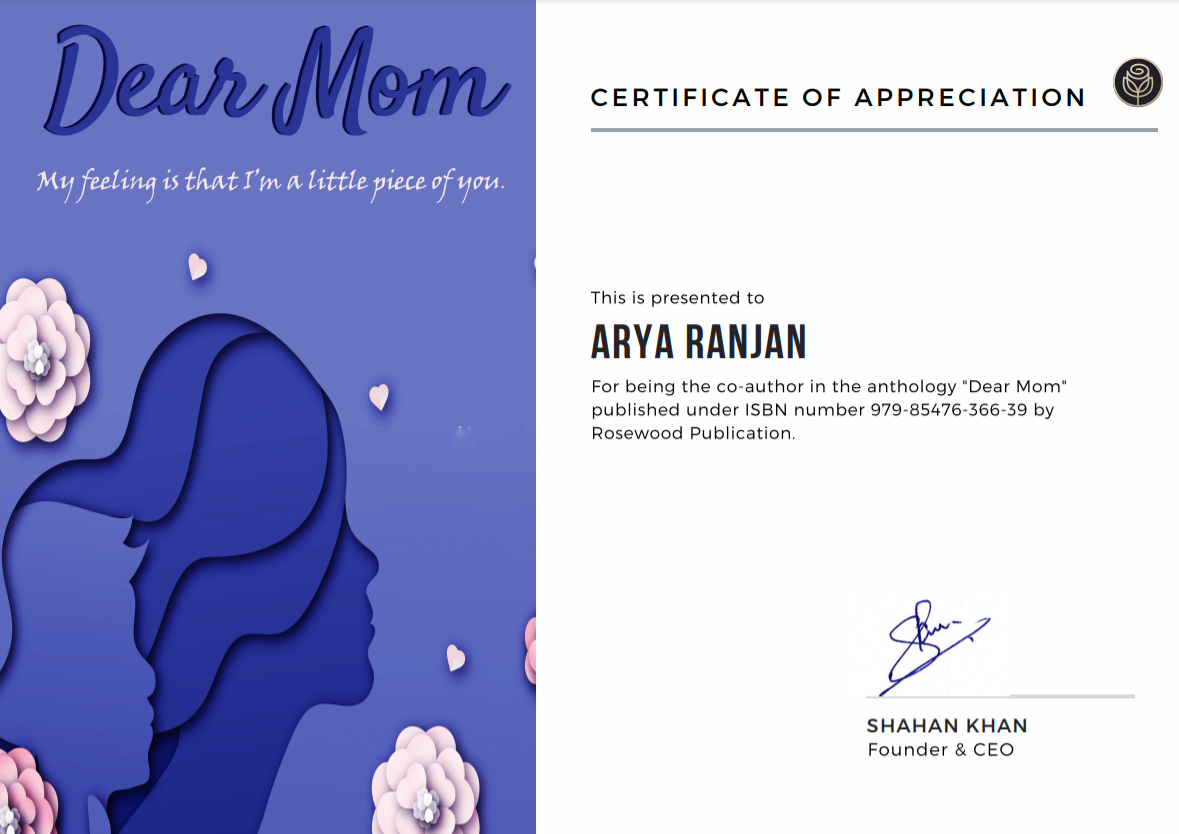 Dear Mom
My feeling is that I'm a little piece of you.
CERTIFICATE OF APPRECIATION
This is presented to
ARYA RANJAN
For being the co-author in the anthology "Dear Mom"
published under ISBN number 979-85476-366-39 by
Rosewood Publication.
SHAHAN KHAN
Founder & CEO